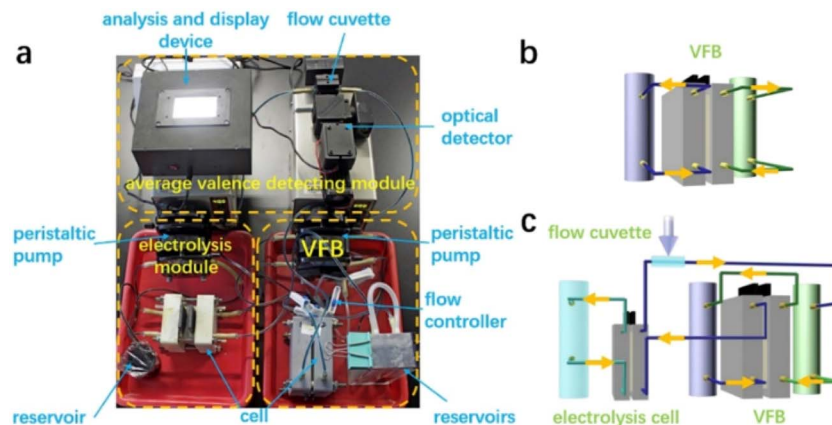 a
analysis and display
device
flow cuvette
optical
detector
average valence detecting module
peristaltic
pump
electrolysis
module
VFB
peristaltic
pump
flow
controller
reservoir
cell
reservoirs
b
VFB
c
flow cuvette
electrolysis cell
VFB